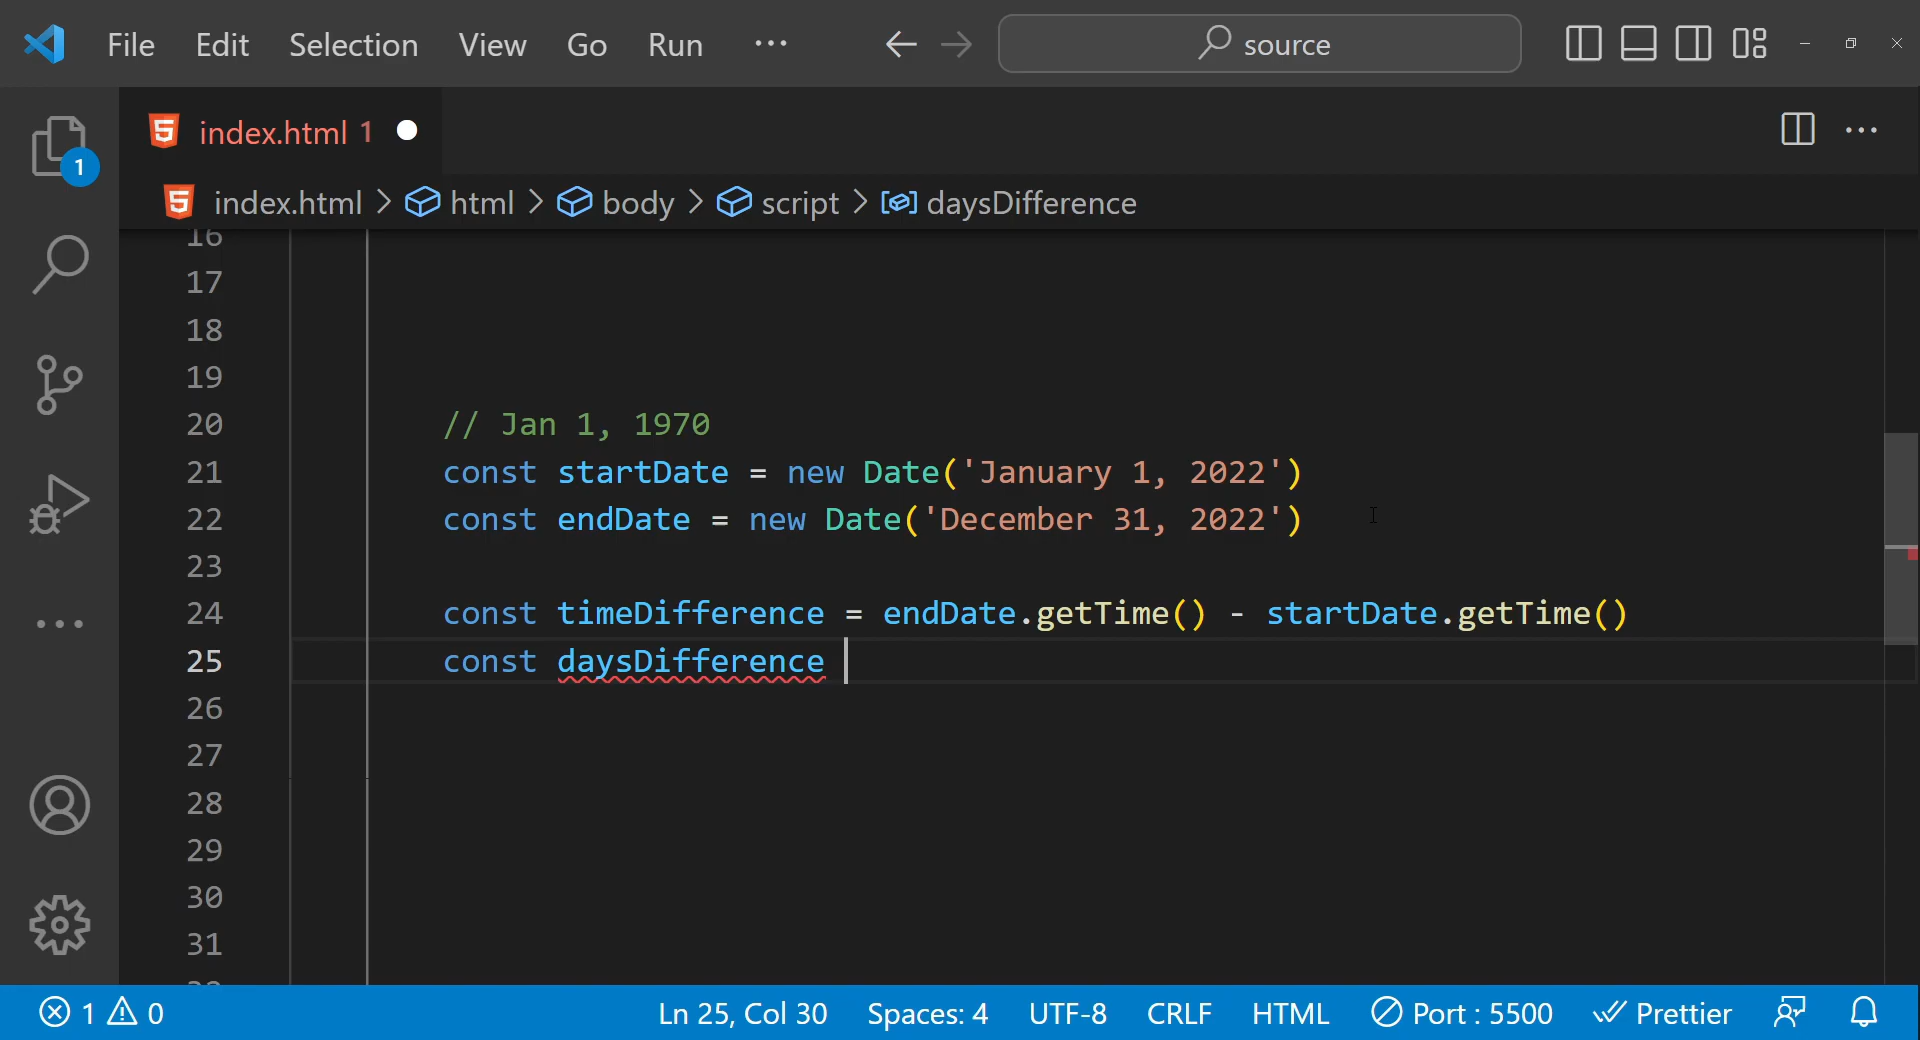 File Edit Selection View Go Run ··· source
index.html 1
index.html > html > body > script > daysDifference
1
16
17
18
19
20 // Jan 1, 1970
21 const startDate = new Date('January 1, 2022')
22 const endDate = new Date('December 31, 2022')
23
24 const timeDifference = endDate.getTime() - startDate.getTime()
25 const daysDifference
26
27
28
29
30
31
1 0 Ln 25, Col 30 Spaces: 4 UTF-8 CRLF HTML Port : 5500 Prettier